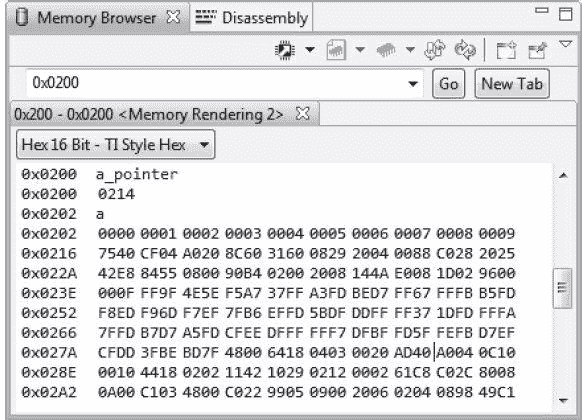 Memory Browser Disassembly
0x0200 Go New Tab
0x200 - 0x0200 <Memory Rendering 2>
Hex 16 Bit - TI Style Hex
0x0200 a_pointer
0x0200 0214
0x0202 a
0x0202 0000 0001 0002 0003 0004 0005 0006 0007 0008 0009
0x0216 7540 CF04 A020 8C60 3160 0829 2004 0088 C028 2025
0x022A 42E8 8455 0800 90B4 0200 2008 144A E008 1D02 9600
0x023E 000F FF9F 4E5E F5A7 37FF A3FD BED7 FF67 FFFB B5FD
0x0252 F8ED F96D F7EF 7FB6 EFFD 5BDF DDFF FF37 1DFD FFFA
0x0266 7FFD B7D7 A5FD CFEE DFFF FFF7 DFBF FD5F FEFB D7EF
0x027A CFDD 3FBE BD7F 4800 6418 0403 0020 AD40 A004 0C10
0x028E 0010 4418 0202 1142 1029 0212 0002 61C8 C02C 8008
0x02A2 0A00 C103 4800 C022 9905 0900 2006 0204 0898 49C1